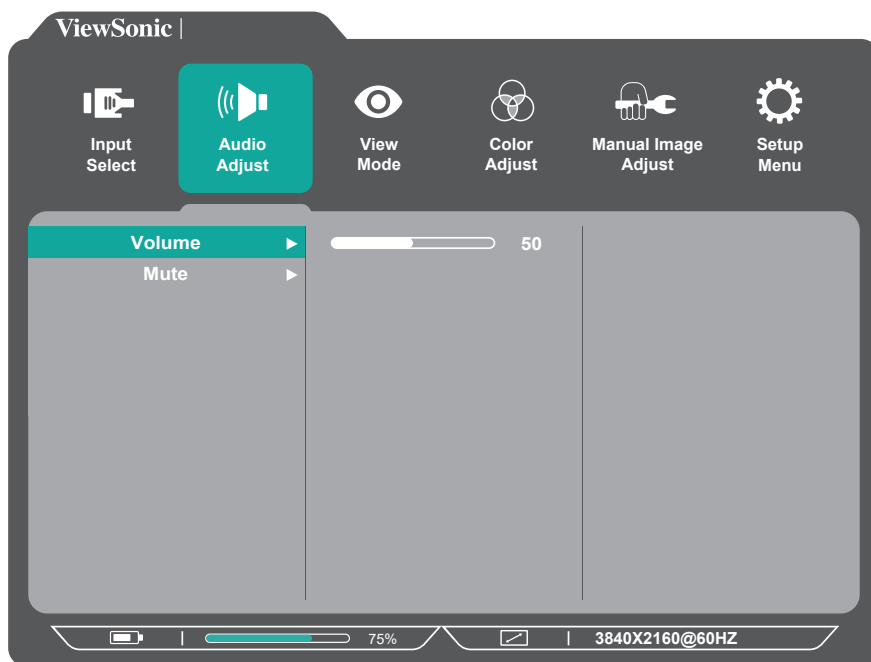 ViewSonic
Input
Select
Audio
Adjust
View
Mode
Color
Adjust
Manual Image
Adjust
Setup
Menu
Volume
50
Mute
75%
3840X2160@60HZ